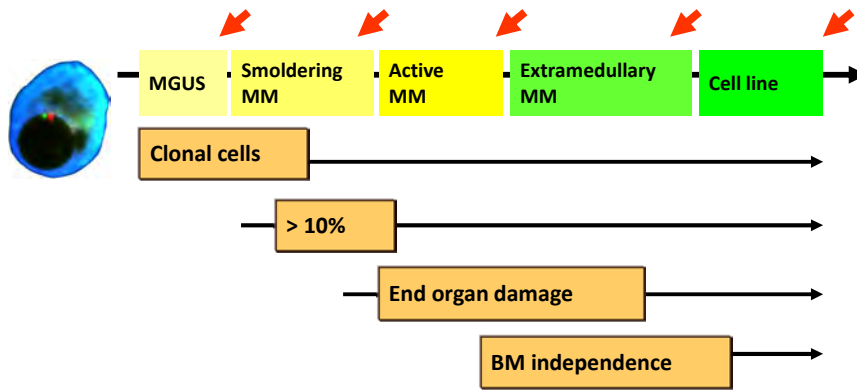 MGUS
Smoldering
MM
Active
MM
Extramedullary
MM
Cell line
Clonal cells
> 10%
End organ damage
BM independence